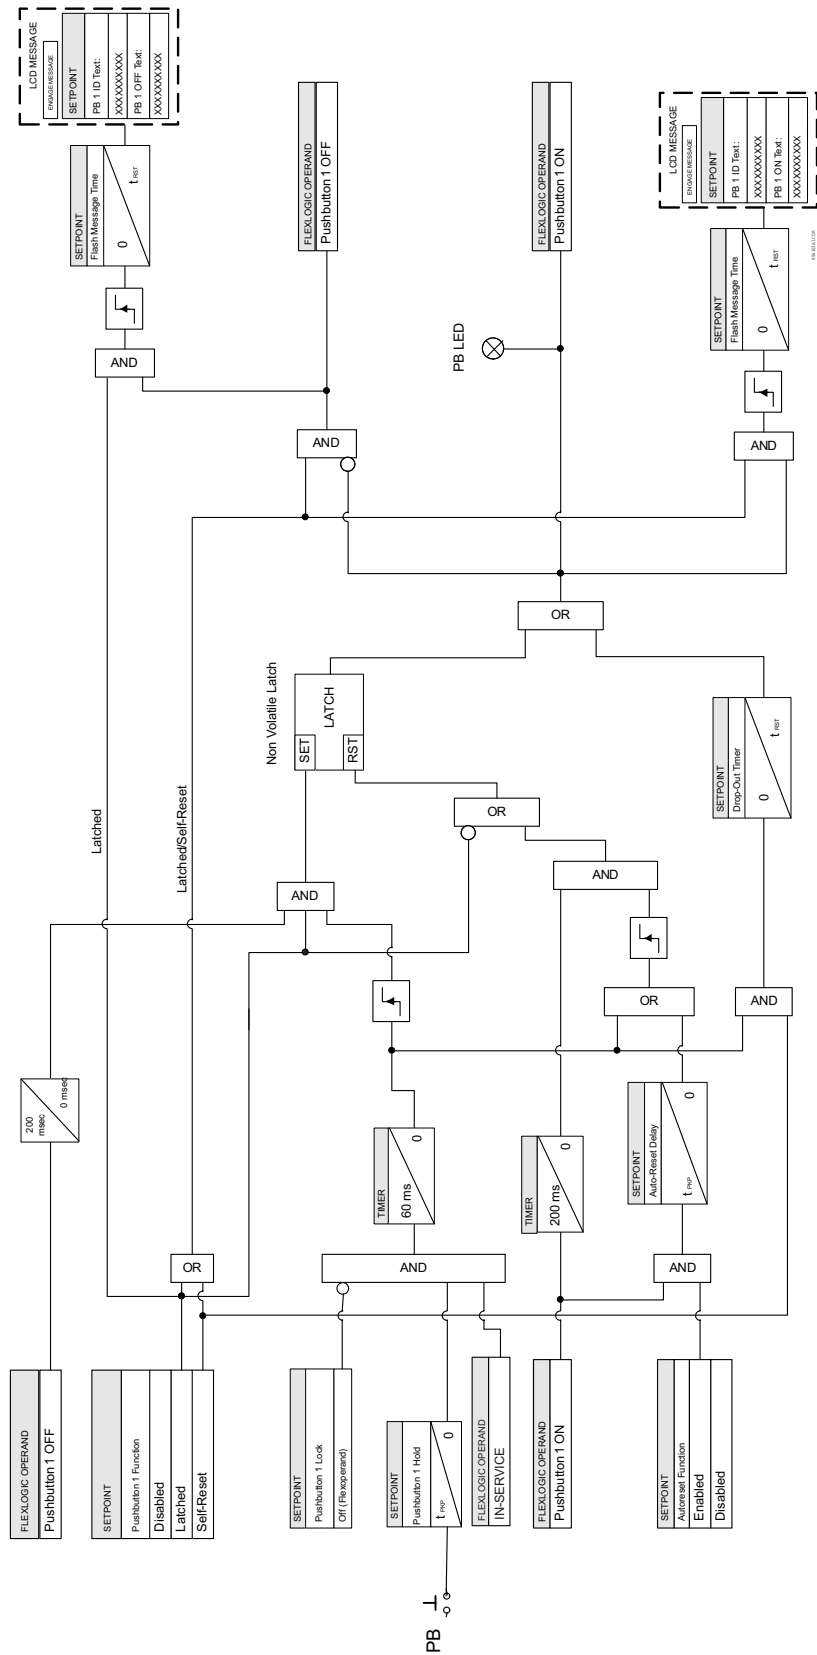 FLEXLOGIC OPERAND
Pushbutton 1 OFF
SETPOINT
Pushbutton 1 Function
Disabled
Latched
Self-Reset
SETPOINT
Pushbutton 1 Lock
Off (Flexoperand)
PB
SETPOINT
Pushbutton 1 Hold
t PKP
0
FLEXLOGIC OPERAND
IN-SERVICE
FLEXLOGIC OPERAND
Pushbutton 1 ON
SETPOINT
Autoreset Function
Enabled
Disabled
OR
AND
AND
200
msec
0 msec
TIMER
60 ms
0
TIMER
200 ms
0
SETPOINT
Auto-Reset Delay
t PKP
0
OR
AND
Latched
Latched/Self-Reset
AND
OR
AND
Non Volatile Latch
SET
RST
LATCH
SETPOINT
Drop-Out Timer
0
t RST
OR
AND
AND
AND
PB LED
SETPOINT
Flash Message Time
0
t RST
FLEXLOGIC OPERAND
Pushbutton 1 OFF
FLEXLOGIC OPERAND
Pushbutton 1 ON
SETPOINT
Flash Message Time
0
t RST
LCD MESSAGE
ENGAGE MESSAGE
SETPOINT
PB 1 ID Text:
XXXXXXXXXX
PB 1 OFF Text:
XXXXXXXXXX
LCD MESSAGE
ENGAGE MESSAGE
SETPOINT
PB 1 ID Text:
XXXXXXXXXX
PB 1 ON Text:
XXXXXXXXXX